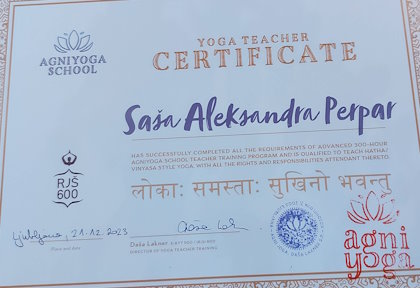 AGNIYOGA
SCHOOL
YOGA TEACHER
CERTIFICATE
Saša Aleksandra Perpar
HAS SUCCESSFULLY COMPLETED ALL THE REQUIREMENTS OF ADVANCED 300-HOUR
AGNIYOGA SCHOOL TEACHER TRAINING PROGRAM AND IS QUALIFIED TO TEACH HATHA/
VINYASA STYLE YOGA, WITH ALL THE RIGHTS AND RESPONSIBILITIES ATTENDANT THERETO
लोकाः समस्ताः सुखिनो भवन्तु
RJŠ
600
Ljubljana, 21.12.2023
Place and date
Daša Lakner
DIRECTOR OF YOGA TEACHER TRAINING
agni
yoga